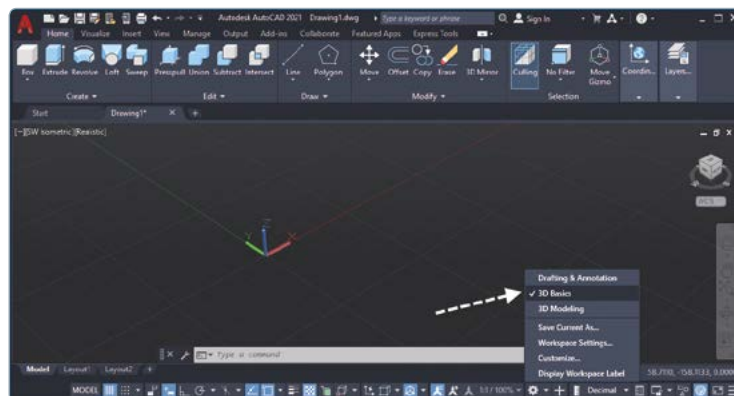 Autodesk AutoCAD 2021 Drawing1.dwg Type a keyword or phrase Sign In
Home Visualize Insert View Manage Output Add-ins Collaborate Featured Apps Express Tools
Box Extrude Revolve Loft Sweep Presspull Union Subtract Intersect Line Polygon Move Offset Copy Erase 3D Mirror Culling No Filter Move Gizmo Coordin... Layers...
Create Edit Draw Modify Selection
Start Drawing1*
[-][SW Isometric][Realistic]
Z
Y X
WCS
Drafting & Annotation
3D Basics
3D Modeling
Save Current As...
Workspace Settings...
Customize...
Display Workspace Label
Type a command
Model Layout1 Layout2
MODEL 1:1 / 100% Decimal